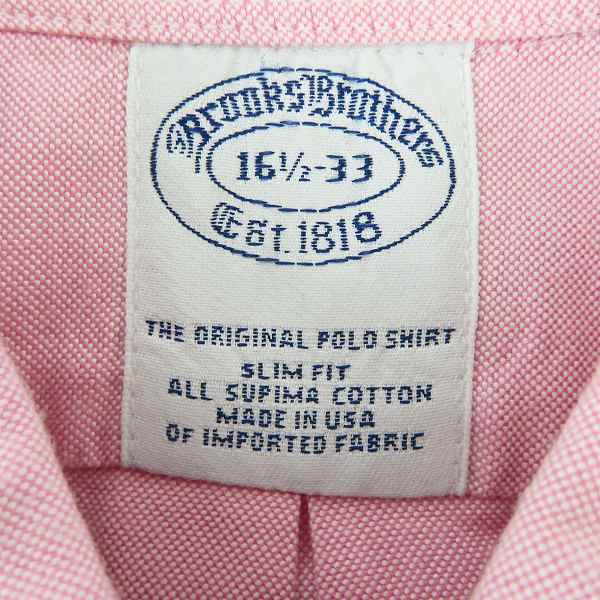 Brooks Brothers
16½-33
Est. 1818
THE ORIGINAL POLO SHIRT
SLIM FIT
ALL SUPIMA COTTON
MADE IN USA
OF IMPORTED FABRIC